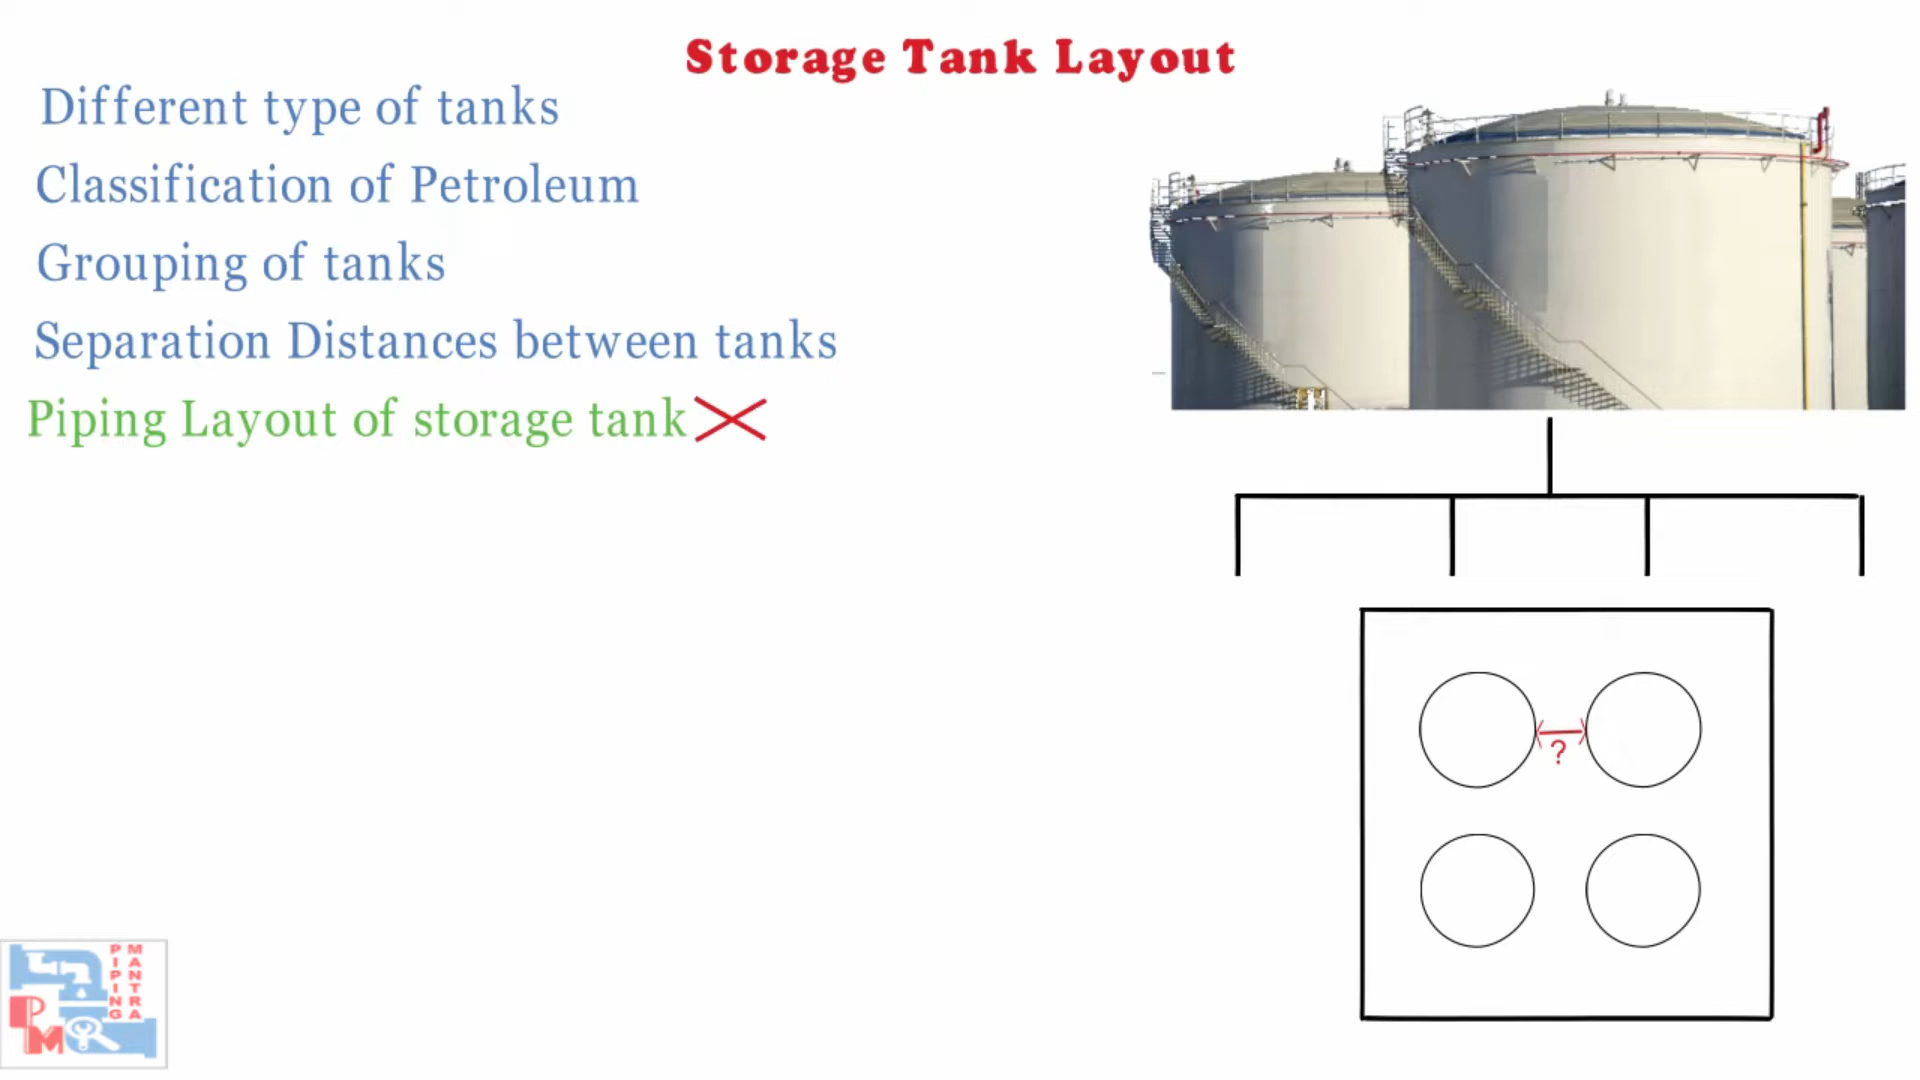 Storage Tank Layout
Different type of tanks
Classification of Petroleum
Grouping of tanks
Separation Distances between tanks
Piping Layout of storage tank
?
PIPING
MANTRA
PM